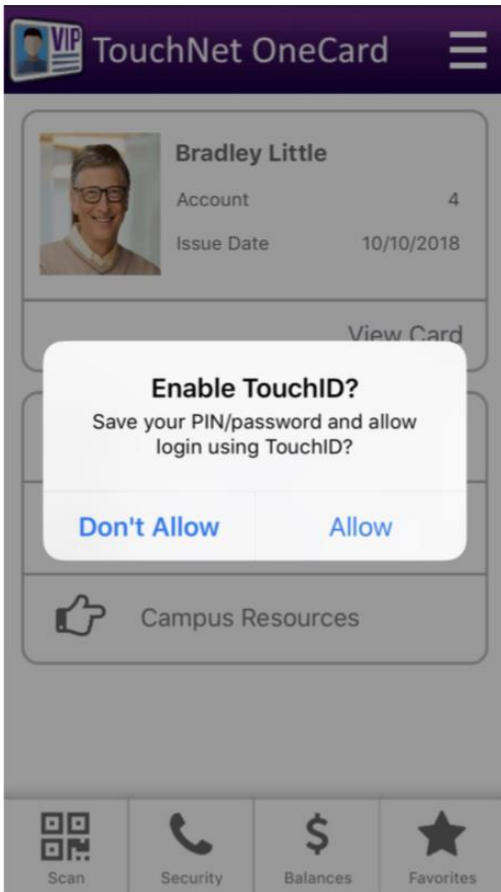 VIP
TouchNet OneCard
Bradley Little
Account 4
Issue Date 10/10/2018
View Card
Enable TouchID?
Save your PIN/password and allow
login using TouchID?
Don't Allow Allow
Campus Resources
Scan Security Balances Favorites